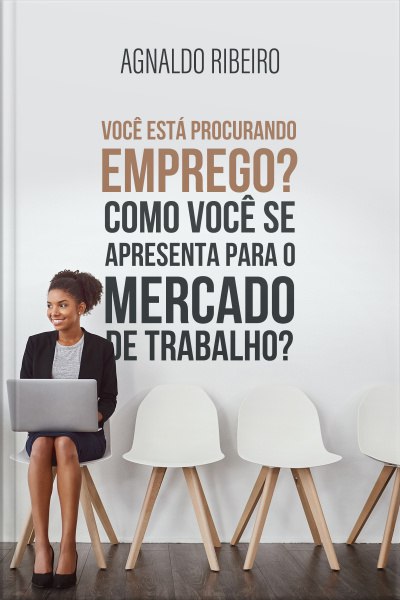 AGNALDO RIBEIRO
VOCÊ ESTÁ PROCURANDO
EMPREGO?
COMO VOCÊ SE
APRESENTA PARA O
MERCADO
DE TRABALHO?